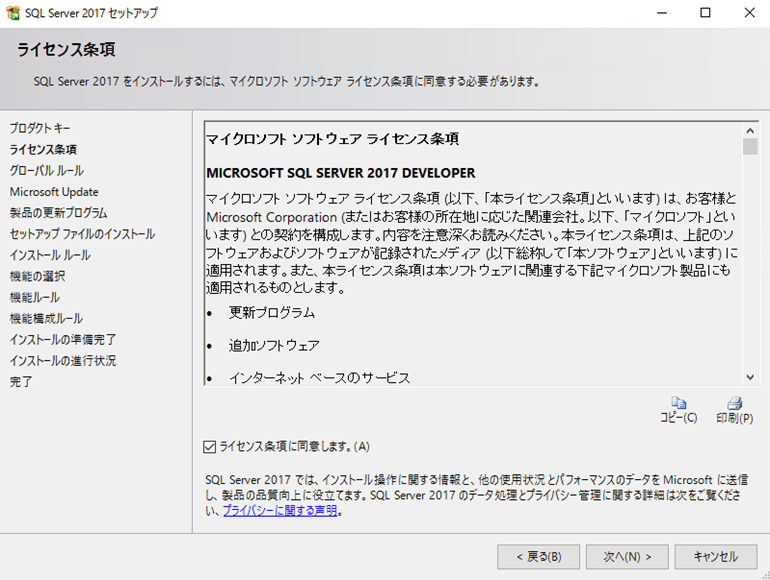 SQL Server 2017 セットアップ
ライセンス条項
SQL Server 2017 をインストールするには、マイクロソフト ソフトウェア ライセンス条項に同意する必要があります。
プロダクト キー
ライセンス条項
グローバル ルール
Microsoft Update
製品の更新プログラム
セットアップ ファイルのインストール
インストール ルール
機能の選択
機能ルール
機能構成ルール
インストールの準備完了
インストールの進行状況
完了
マイクロソフト ソフトウェア ライセンス条項
MICROSOFT SQL SERVER 2017 DEVELOPER
マイクロソフト ソフトウェア ライセンス条項 (以下、「本ライセンス条項」といいます) は、お客様と
Microsoft Corporation (またはお客様の所在地に応じた関連会社。以下、「マイクロソフト」とい
います) との契約を構成します。内容を注意深くお読みください。本ライセンス条項は、上記のソ
フトウェアおよびソフトウェアが記録されたメディア (以下総称して「本ソフトウェア」といいます) に
適用されます。また、本ライセンス条項は本ソフトウェアに関連する下記マイクロソフト製品にも
適用されるものとします。
• 更新プログラム
• 追加ソフトウェア
• インターネット ベースのサービス
コピー(C)
印刷(P)
ライセンス条項に同意します。(A)
SQL Server 2017 では、インストール操作に関する情報と、他の使用状況とパフォーマンスのデータを Microsoft に送信
し、製品の品質向上に役立てます。SQL Server 2017 のデータ処理とプライバシー管理に関する詳細は次をご覧くださ
い、プライバシーに関する声明。
< 戻る(B)
次へ(N) >
キャンセル